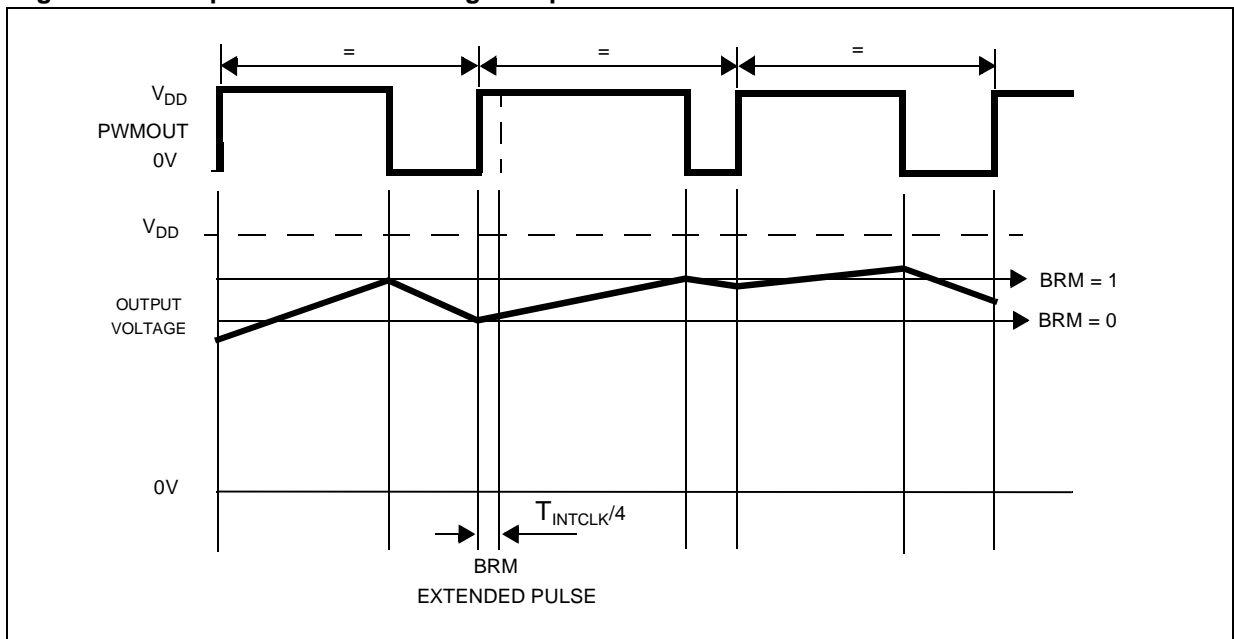 = = =
VDD
PWMOUT
0V
VDD
BRM = 1
OUTPUT
VOLTAGE
BRM = 0
0V
TINTCLK/4
BRM
EXTENDED PULSE